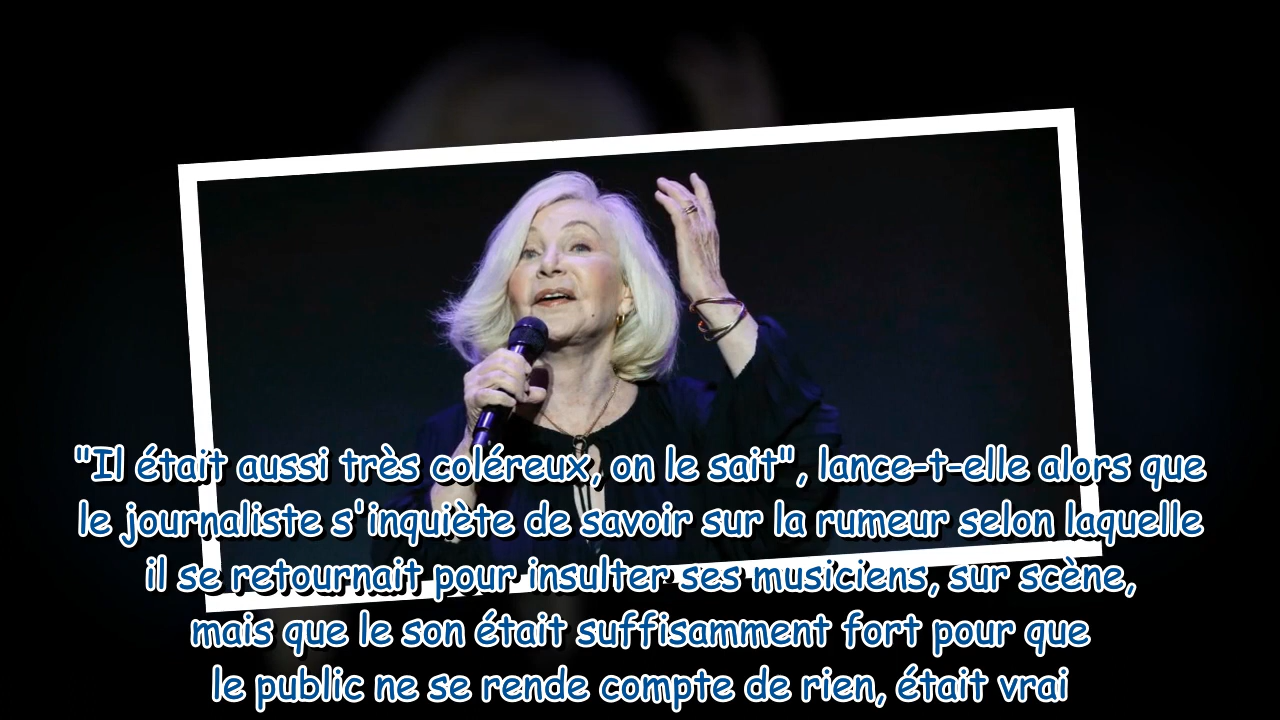 "Il était aussi très coléreux, on le sait", lance-t-elle alors que
le journaliste s'inquiète de savoir sur la rumeur selon laquelle
il se retournait pour insulter ses musiciens, sur scène,
mais que le son était suffisamment fort pour que
le public ne se rende compte de rien, était vrai